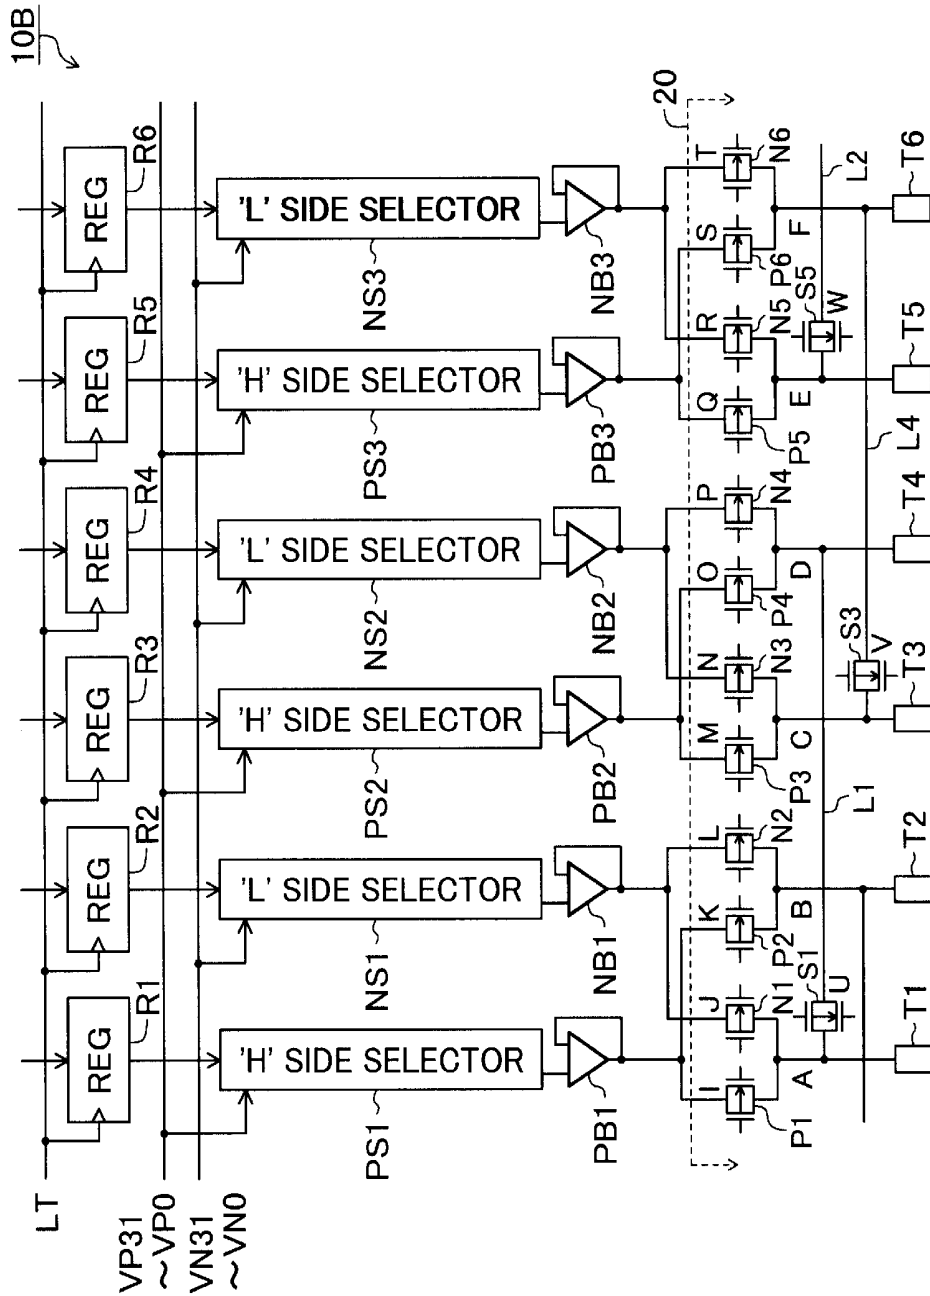 10B
LT
VP31
~VP0
VN31
~VN0
REG
REG
REG
REG
REG
REG
R1
R2
R3
R4
R5
R6
'H' SIDE SELECTOR
'L' SIDE SELECTOR
'H' SIDE SELECTOR
'L' SIDE SELECTOR
'H' SIDE SELECTOR
'L' SIDE SELECTOR
PS1
NS1
PS2
NS2
PS3
NS3
PB1
NB1
PB2
NB2
PB3
NB3
20
I
J
K
L
M
N
O
P
Q
R
S
T
P1
N1
P2
N2
P3
N3
P4
N4
P5
N5
P6
N6
A
B
C
D
E
F
S1
U
L1
S3
V
L4
S5
W
L2
T1
T2
T3
T4
T5
T6